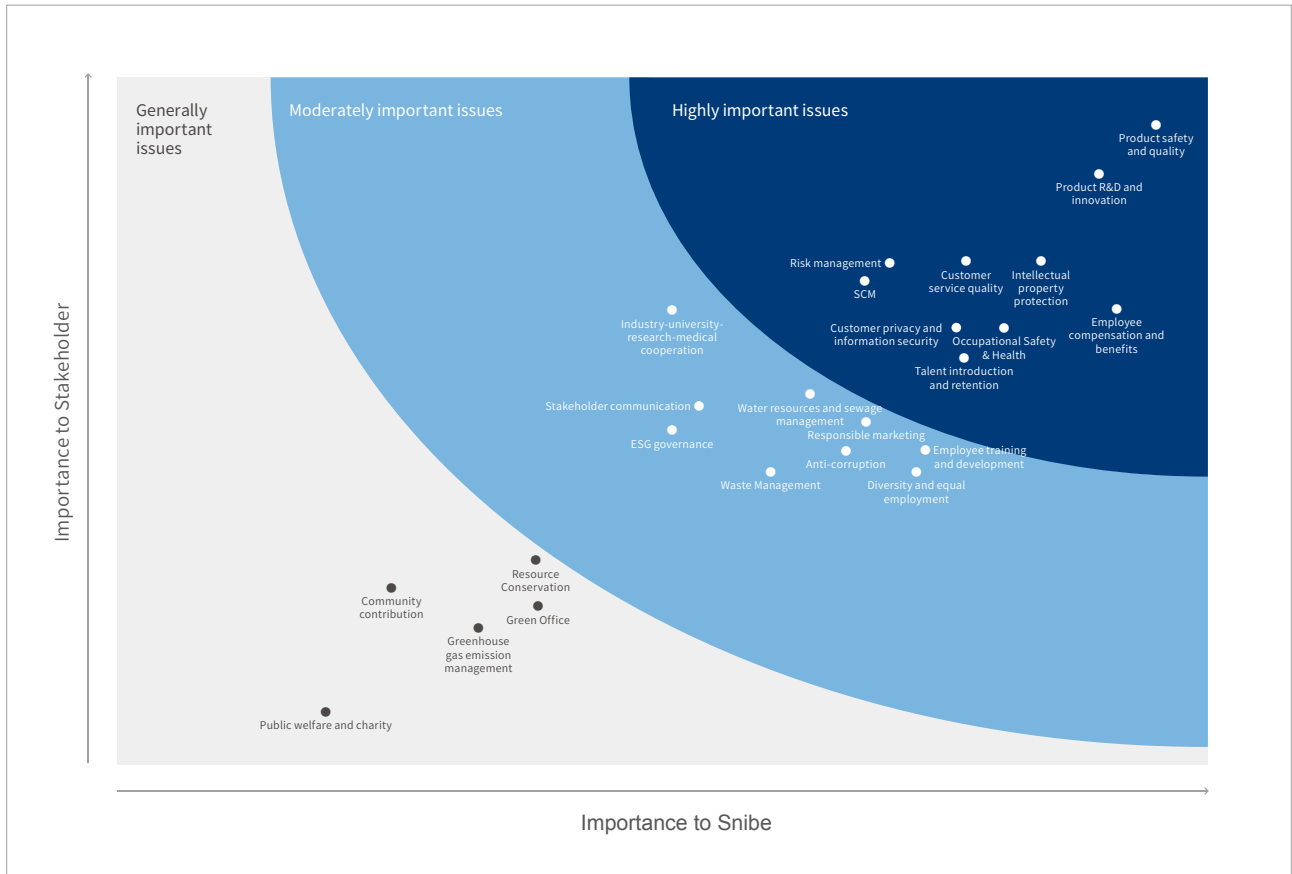 Generally
important
issues
Moderately important issues
Highly important issues
Product safety
and quality
Product R&D and
innovation
Risk management
SCM
Customer
service quality
Intellectual
property
protection
Employee
compensation and
benefits
Industry-university-
research-medical
cooperation
Customer privacy and
information security
Occupational Safety
& Health
Talent introduction
and retention
Stakeholder communication
ESG governance
Water resources and sewage
management
Responsible marketing
Anti-corruption
Employee training
and development
Waste Management
Diversity and equal
employment
Resource
Conservation
Community
contribution
Green Office
Greenhouse
gas emission
management
Public welfare and charity
Importance to Stakeholder
Importance to Snibe